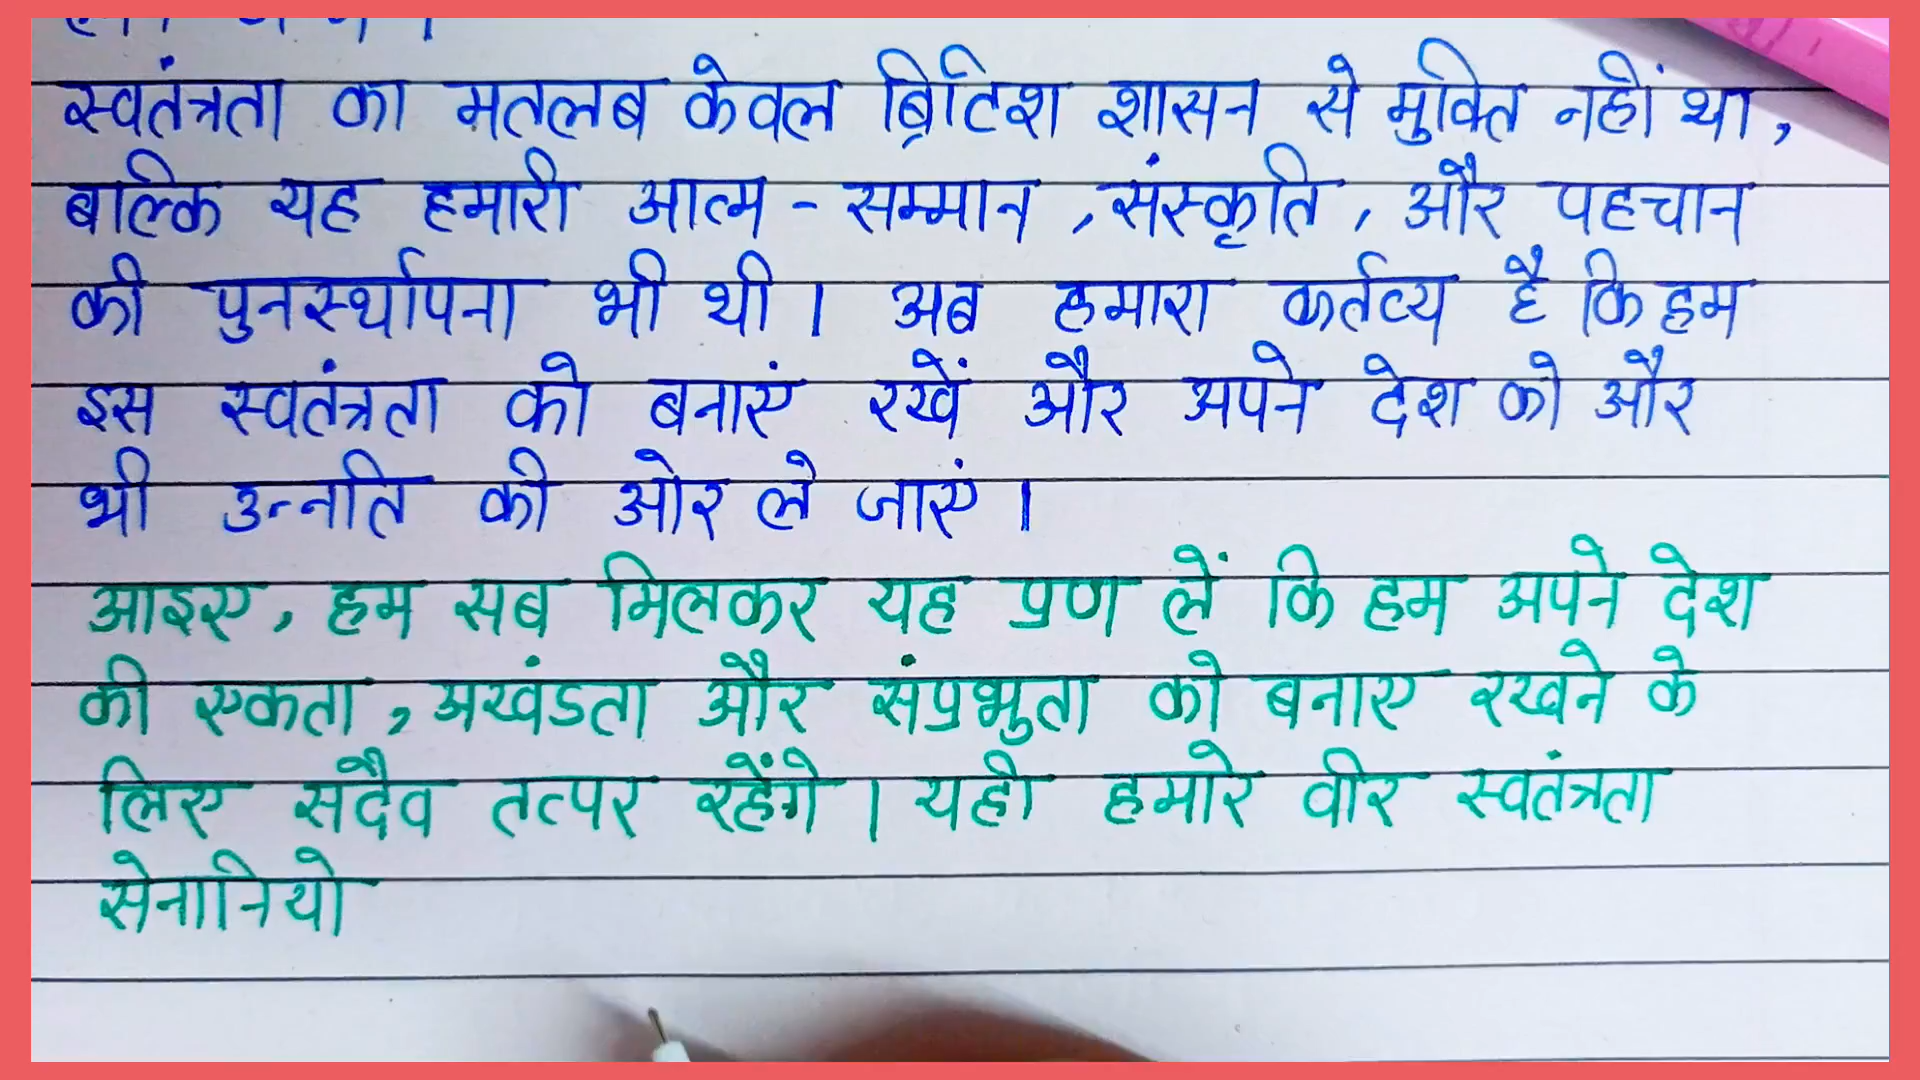 स्वतंत्रता का मतलब केवल ब्रिटिश शासन से मुक्ति नहीं था,
बल्कि यह हमारी आत्म - सम्मान , संस्कृति , और पहचान
की पुनर्स्थापना भी थी । अब हमारा कर्तव्य है कि हम
इस स्वतंत्रता को बनाएं रखें और अपने देश को और
भी उन्नति की ओर ले जाएं ।
आइए , हम सब मिलकर यह प्रण लें कि हम अपने देश
की एकता , अखंडता और संप्रभुता को बनाए रखने के
लिए सदैव तत्पर रहेंगे । यही हमारे वीर स्वतंत्रता
सेनानियो